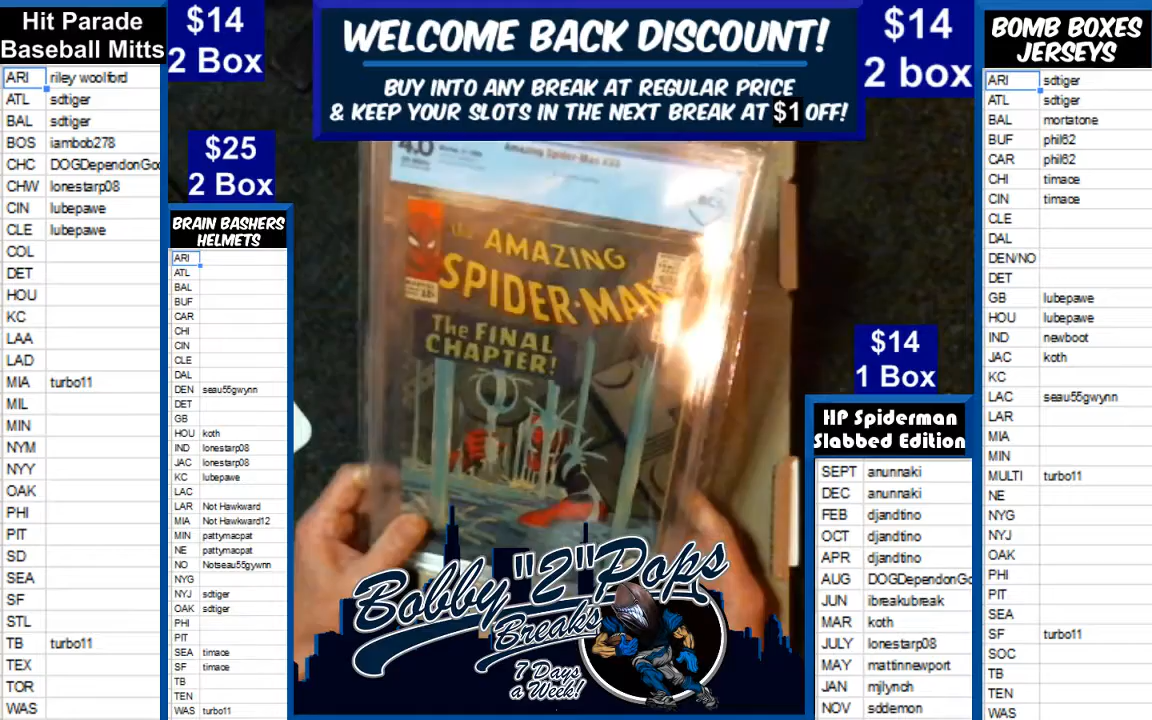 Hit Parade
Baseball Mitts
ARI riley woolford
ATL sdtiger
BAL sdtiger
BOS iambob278
CHC DOGDependonGoo
CHW lonestarp08
CIN lubepawe
CLE lubepawe
COL
DET
HOU
KC
LAA
LAD
MIA turbo11
MIL
MIN
NYM
NYY
OAK
PHI
PIT
SD
SEA
SF
STL
TB turbo11
TEX
TOR
WAS
$14
2 Box
$25
2 Box
BRAIN BASHERS
HELMETS
ARI
ATL
BAL
BUF
CAR
CHI
CIN
CLE
DAL
DEN seau55gwynn
DET
GB
HOU koth
IND lonestarp08
JAC lonestarp08
KC lubepawe
LAC
LAR Not Hawkward
MIA Not Hawkward12
MIN pattymacpat
NE pattymacpat
NO Notseau55gywnn
NYG
NYJ sdtiger
OAK sdtiger
PHI
PIT
SEA timace
SF timace
TB
TEN
WAS turbo11
WELCOME BACK DISCOUNT!
BUY INTO ANY BREAK AT REGULAR PRICE
& KEEP YOUR SLOTS IN THE NEXT BREAK AT $1 OFF!
4.0
Amazing Spider-Man #33
the AMAZING
SPIDER-MAN
The FINAL
CHAPTER!
Bobby "2" Pops
Breaks
7 Days
a Week!
$14
2 box
$14
1 Box
HP Spiderman
Slabbed Edition
SEPT anunnaki
DEC anunnaki
FEB djandtino
OCT djandtino
APR djandtino
AUG DOGDependonGo
JUN ibreakubreak
MAR koth
JULY lonestarp08
MAY mattinnewport
JAN mjlynch
NOV sddemon
BOMB BOXES
JERSEYS
ARI sdtiger
ATL sdtiger
BAL mortatone
BUF phil62
CAR phil62
CHI timace
CIN timace
CLE
DAL
DEN/NO
DET
GB lubepawe
HOU lubepawe
IND newboot
JAC koth
KC
LAC seau55gwynn
LAR
MIA
MIN
MULTI turbo11
NE
NYG
NYJ
OAK
PHI
PIT
SEA
SF turbo11
SOC
TB
TEN
WAS